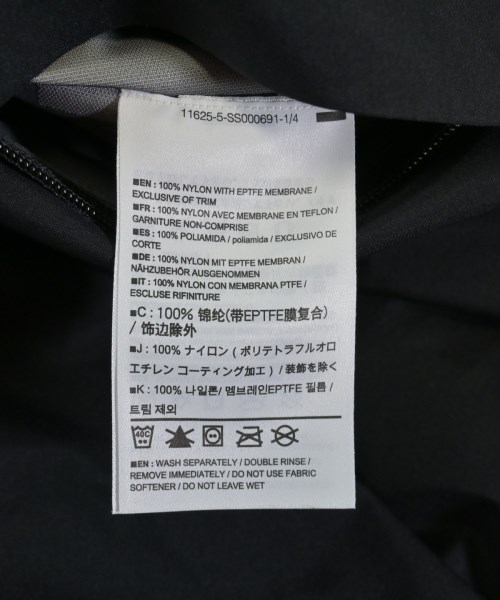 11625-5-SS000691-1/4
■EN : 100% NYLON WITH EPTFE MEMBRANE /
EXCLUSIVE OF TRIM
■FR : 100% NYLON AVEC MEMBRANE EN TEFLON /
GARNITURE NON-COMPRISE
■ES : 100% POLIAMIDA / poliamida / EXCLUSIVO DE
CORTE
■DE : 100% NYLON MIT EPTFE MEMBRAN /
NÄHZUBEHÖR AUSGENOMMEN
■IT : 100% NYLON CON MEMBRANA PTFE /
ESCLUSE RIFINITURE
■C : 100% 锦纶(带EPTFE膜复合)
/ 饰边除外
■J : 100% ナイロン ( ポリテトラフルオロ
エチレン コーティング加工 ) / 装飾を除く
■K : 100% 나일론/ 멤브레인EPTFE 필름 /
트림 제외
40C
■EN : WASH SEPARATELY / DOUBLE RINSE /
REMOVE IMMEDIATELY / DO NOT USE FABRIC
SOFTENER / DO NOT LEAVE WET